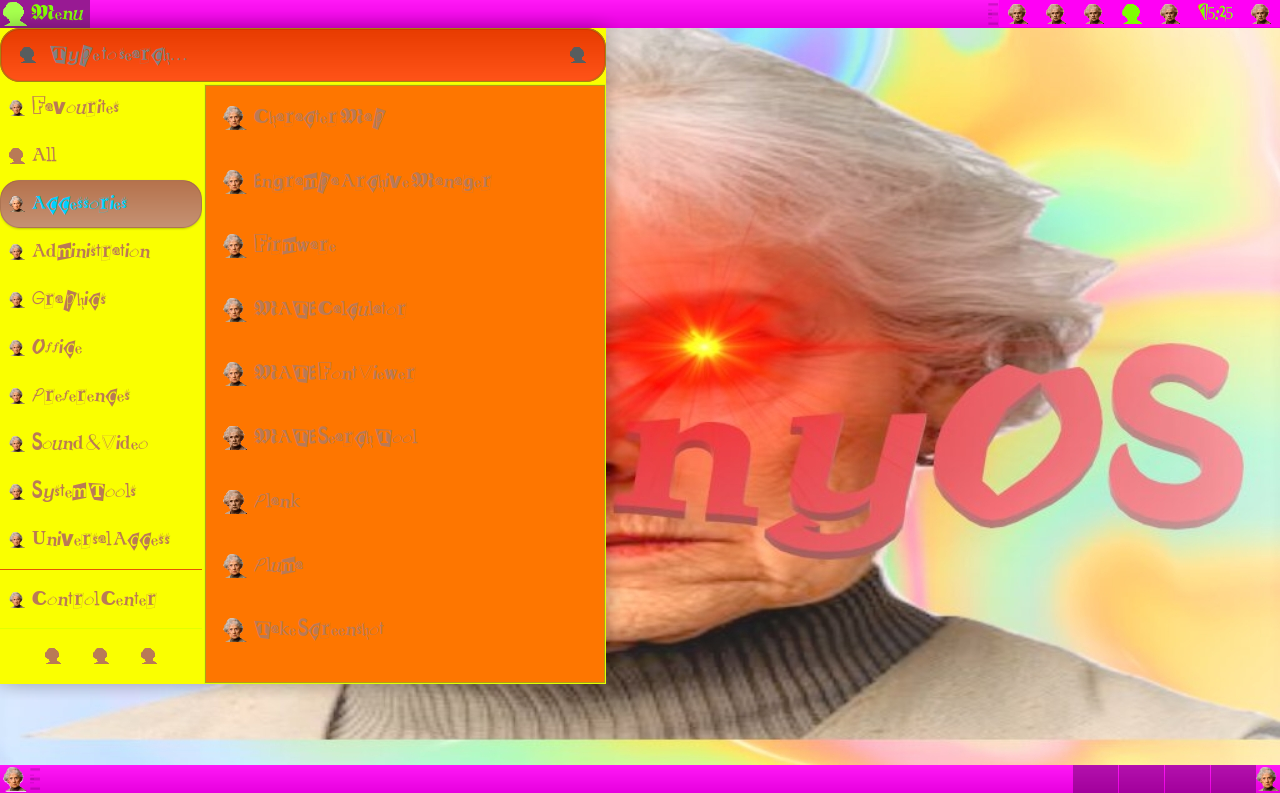 Menu
15:25
Type to search...
Favourites
All
Accessories
Administration
Graphics
Office
Preferences
Sound & Video
System Tools
Universal Access
Control Center
Character Map
Engrampa Archive Manager
Firmware
MATE Calculator
MATE Font Viewer
MATE Search Tool
Plank
Pluma
Take Screenshot
nyOS